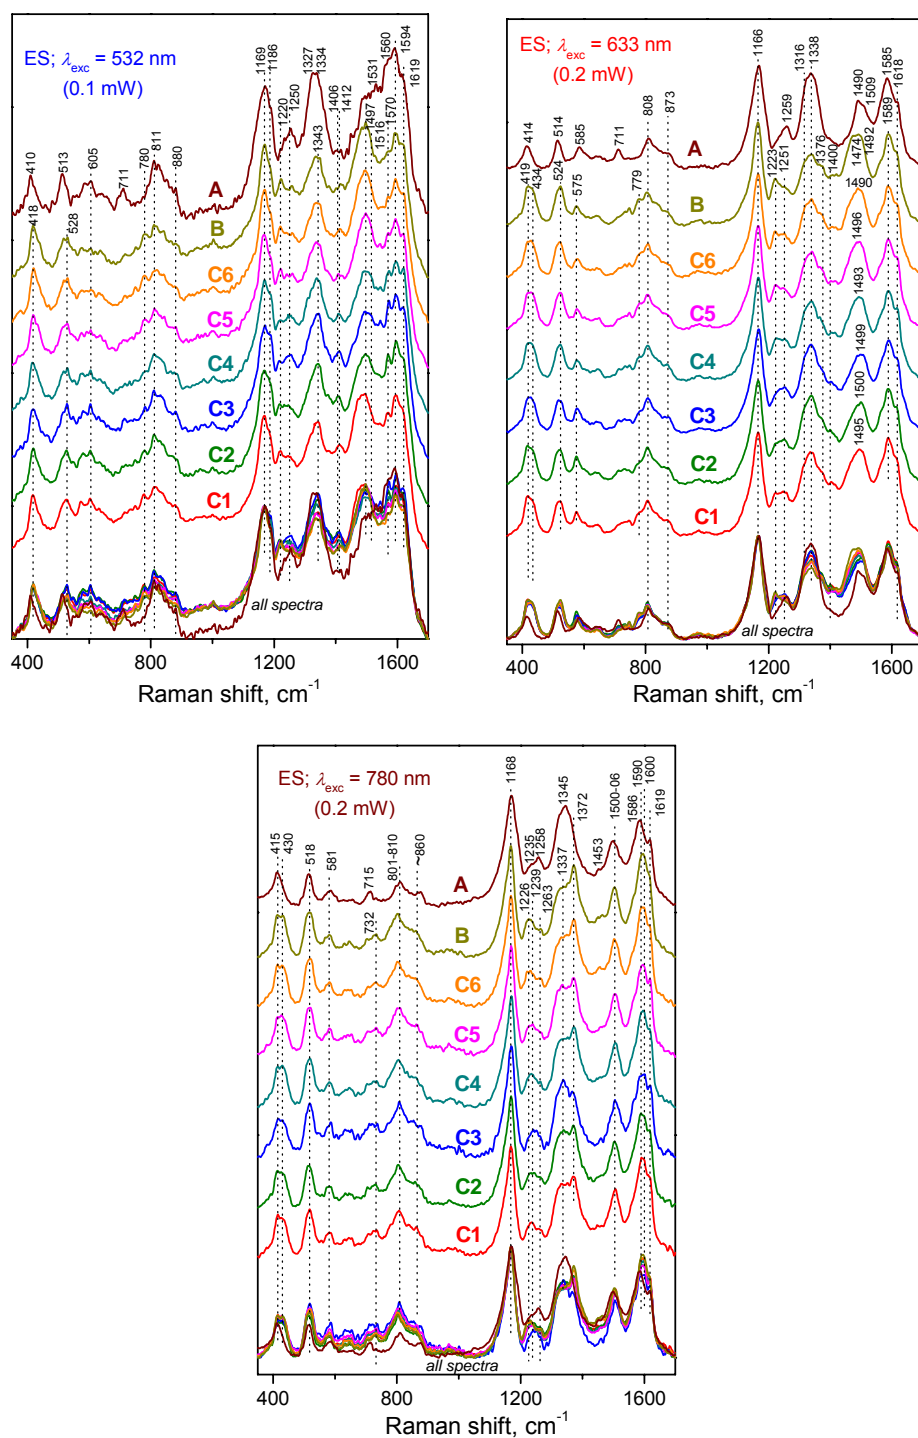 ES; λexc = 532 nm
(0.1 mW)
1169
1186
1220
1250
1327
1334
1343
1406
1412
1497
1531
1516
1560
1570
1594
1619
410
418
513
528
605
711
780
811
880
A
B
C6
C5
C4
C3
C2
C1
all spectra
400 800 1200 1600
Raman shift, cm-1
ES; λexc = 633 nm
(0.2 mW)
1166
1223
1251
1259
1316
1338
1376
1400
1474
1490
1492
1509
1585
1589
1618
414
419
434
514
524
585
575
711
779
808
873
A
B
C6
C5
C4
C3
C2
C1
1490
1496
1493
1499
1500
1495
all spectra
400 800 1200 1600
Raman shift, cm-1
ES; λexc = 780 nm
(0.2 mW)
1168
1226
1235
1239
1258
1263
1337
1345
1372
1453
1500-06
1586
1590
1600
1619
415
430
518
581
715
732
801-810
~860
A
B
C6
C5
C4
C3
C2
C1
all spectra
400 800 1200 1600
Raman shift, cm-1